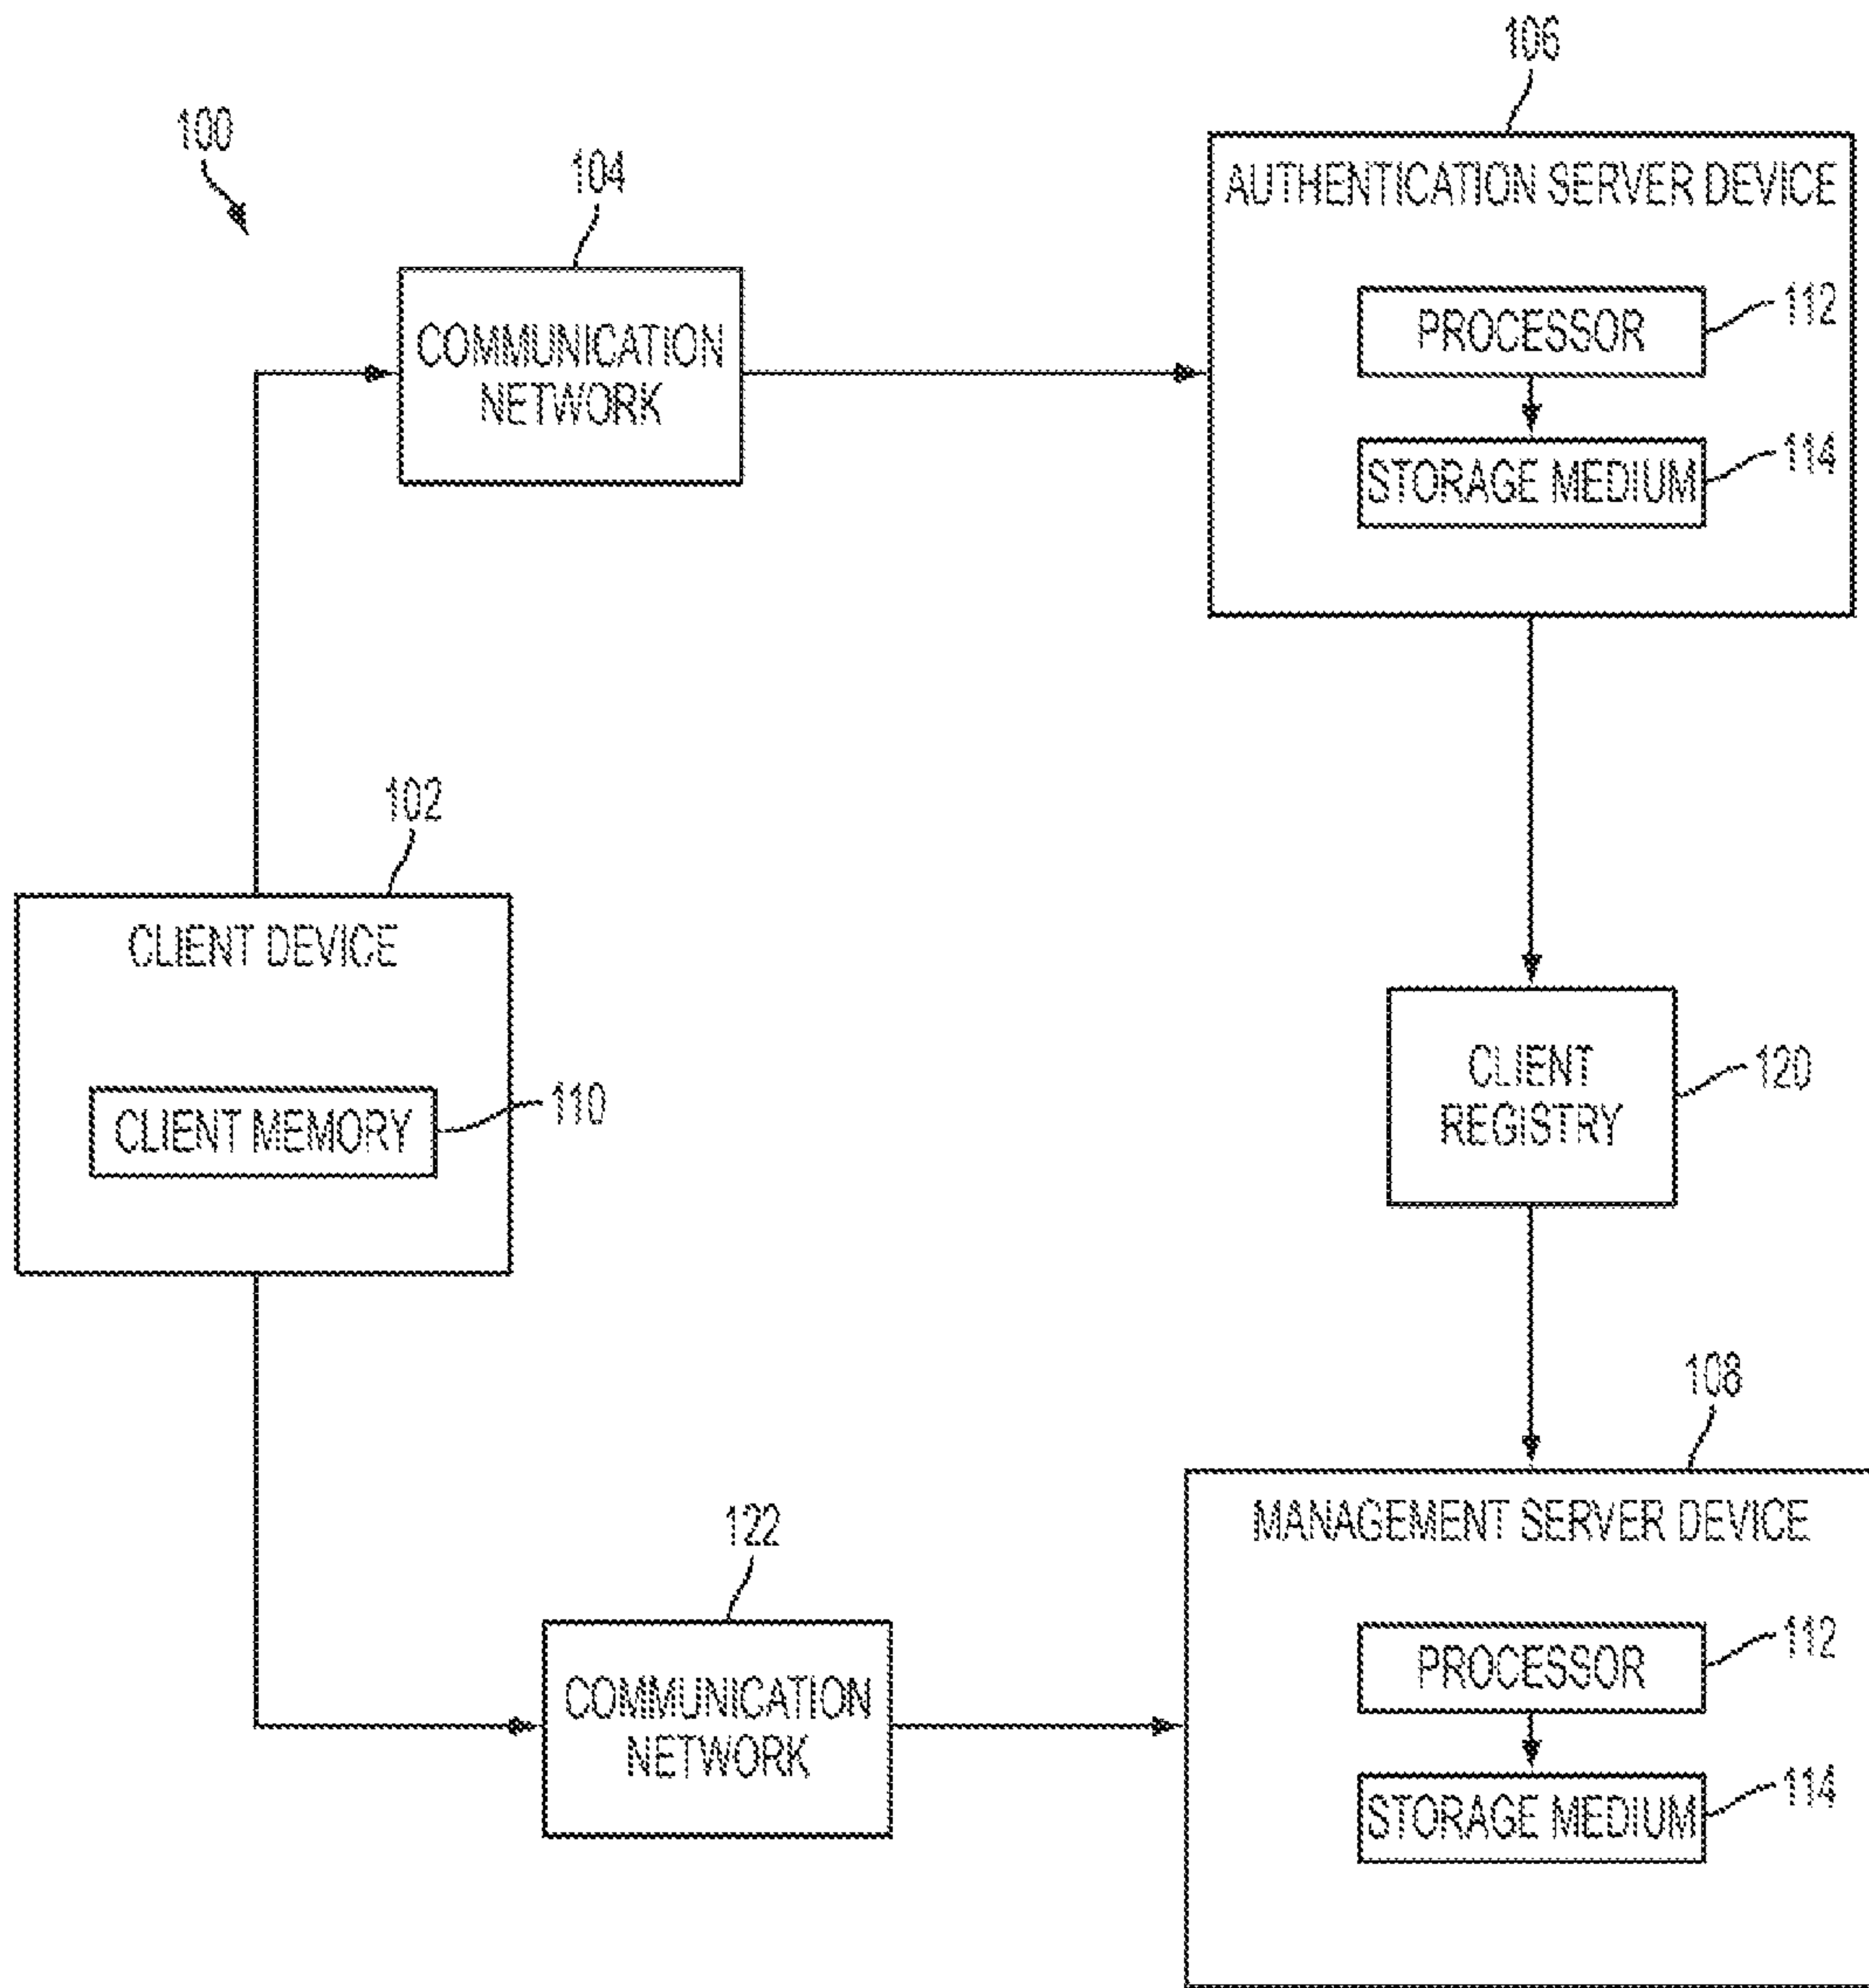 106
100
104
AUTHENTICATION SERVER DEVICE
COMMUNICATION
NETWORK
PROCESSOR
112
STORAGE MEDIUM
114
102
CLIENT DEVICE
CLIENT MEMORY
110
CLIENT
REGISTRY
120
108
MANAGEMENT SERVER DEVICE
122
COMMUNICATION
NETWORK
PROCESSOR
112
STORAGE MEDIUM
114